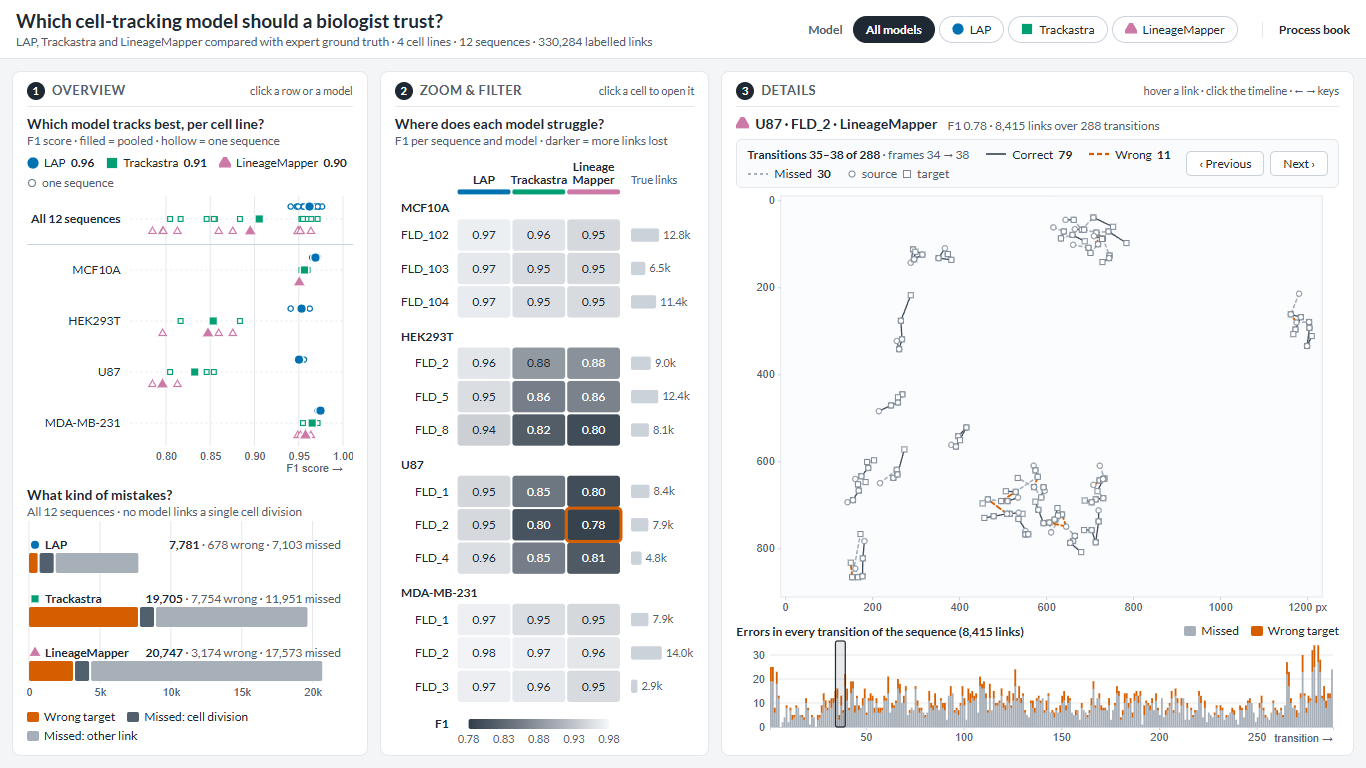 Which cell-tracking model should a biologist trust?
LAP, Trackastra and LineageMapper compared with expert ground truth · 4 cell lines · 12 sequences · 330,284 labelled links
Model All models LAP Trackastra LineageMapper Process book
1 OVERVIEW click a row or a model
Which model tracks best, per cell line?
F1 score · filled = pooled · hollow = one sequence
LAP 0.96 Trackastra 0.91 LineageMapper 0.90
one sequence
All 12 sequences
MCF10A
HEK293T
U87
MDA-MB-231
0.80 0.85 0.90 0.95 1.00
F1 score →
What kind of mistakes?
All 12 sequences · no model links a single cell division
LAP 7,781 · 678 wrong · 7,103 missed
Trackastra 19,705 · 7,754 wrong · 11,951 missed
LineageMapper 20,747 · 3,174 wrong · 17,573 missed
0 5k 10k 15k 20k
Wrong target Missed: cell division
Missed: other link
2 ZOOM & FILTER click a cell to open it
Where does each model struggle?
F1 per sequence and model · darker = more links lost
LAP Trackastra Lineage Mapper True links
MCF10A
FLD_102 0.97 0.96 0.95 12.8k
FLD_103 0.97 0.95 0.95 6.5k
FLD_104 0.97 0.95 0.95 11.4k
HEK293T
FLD_2 0.96 0.88 0.88 9.0k
FLD_5 0.95 0.86 0.86 12.4k
FLD_8 0.94 0.82 0.80 8.1k
U87
FLD_1 0.95 0.85 0.80 8.4k
FLD_2 0.95 0.80 0.78 7.9k
FLD_4 0.96 0.85 0.81 4.8k
MDA-MB-231
FLD_1 0.97 0.95 0.95 7.9k
FLD_2 0.98 0.97 0.96 14.0k
FLD_3 0.97 0.96 0.95 2.9k
F1
0.78 0.83 0.88 0.93 0.98
3 DETAILS hover a link · click the timeline · ← → keys
U87 · FLD_2 · LineageMapper F1 0.78 · 8,415 links over 288 transitions
Transitions 35–38 of 288 · frames 34 → 38 Correct 79 Wrong 11
Missed 30 source target
‹ Previous Next ›
0
200
400
600
800
0 200 400 600 800 1000 1200 px
Errors in every transition of the sequence (8,415 links) Missed Wrong target
30
20
10
0
50 100 150 200 250 transition →